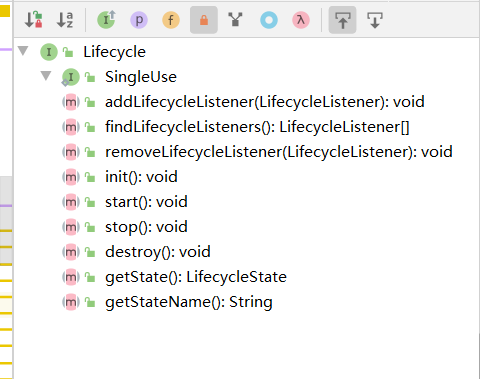 Lifecycle
SingleUse
addLifecycleListener(LifecycleListener): void
findLifecycleListeners(): LifecycleListener[]
removeLifecycleListener(LifecycleListener): void
init(): void
start(): void
stop(): void
destroy(): void
getState(): LifecycleState
getStateName(): String